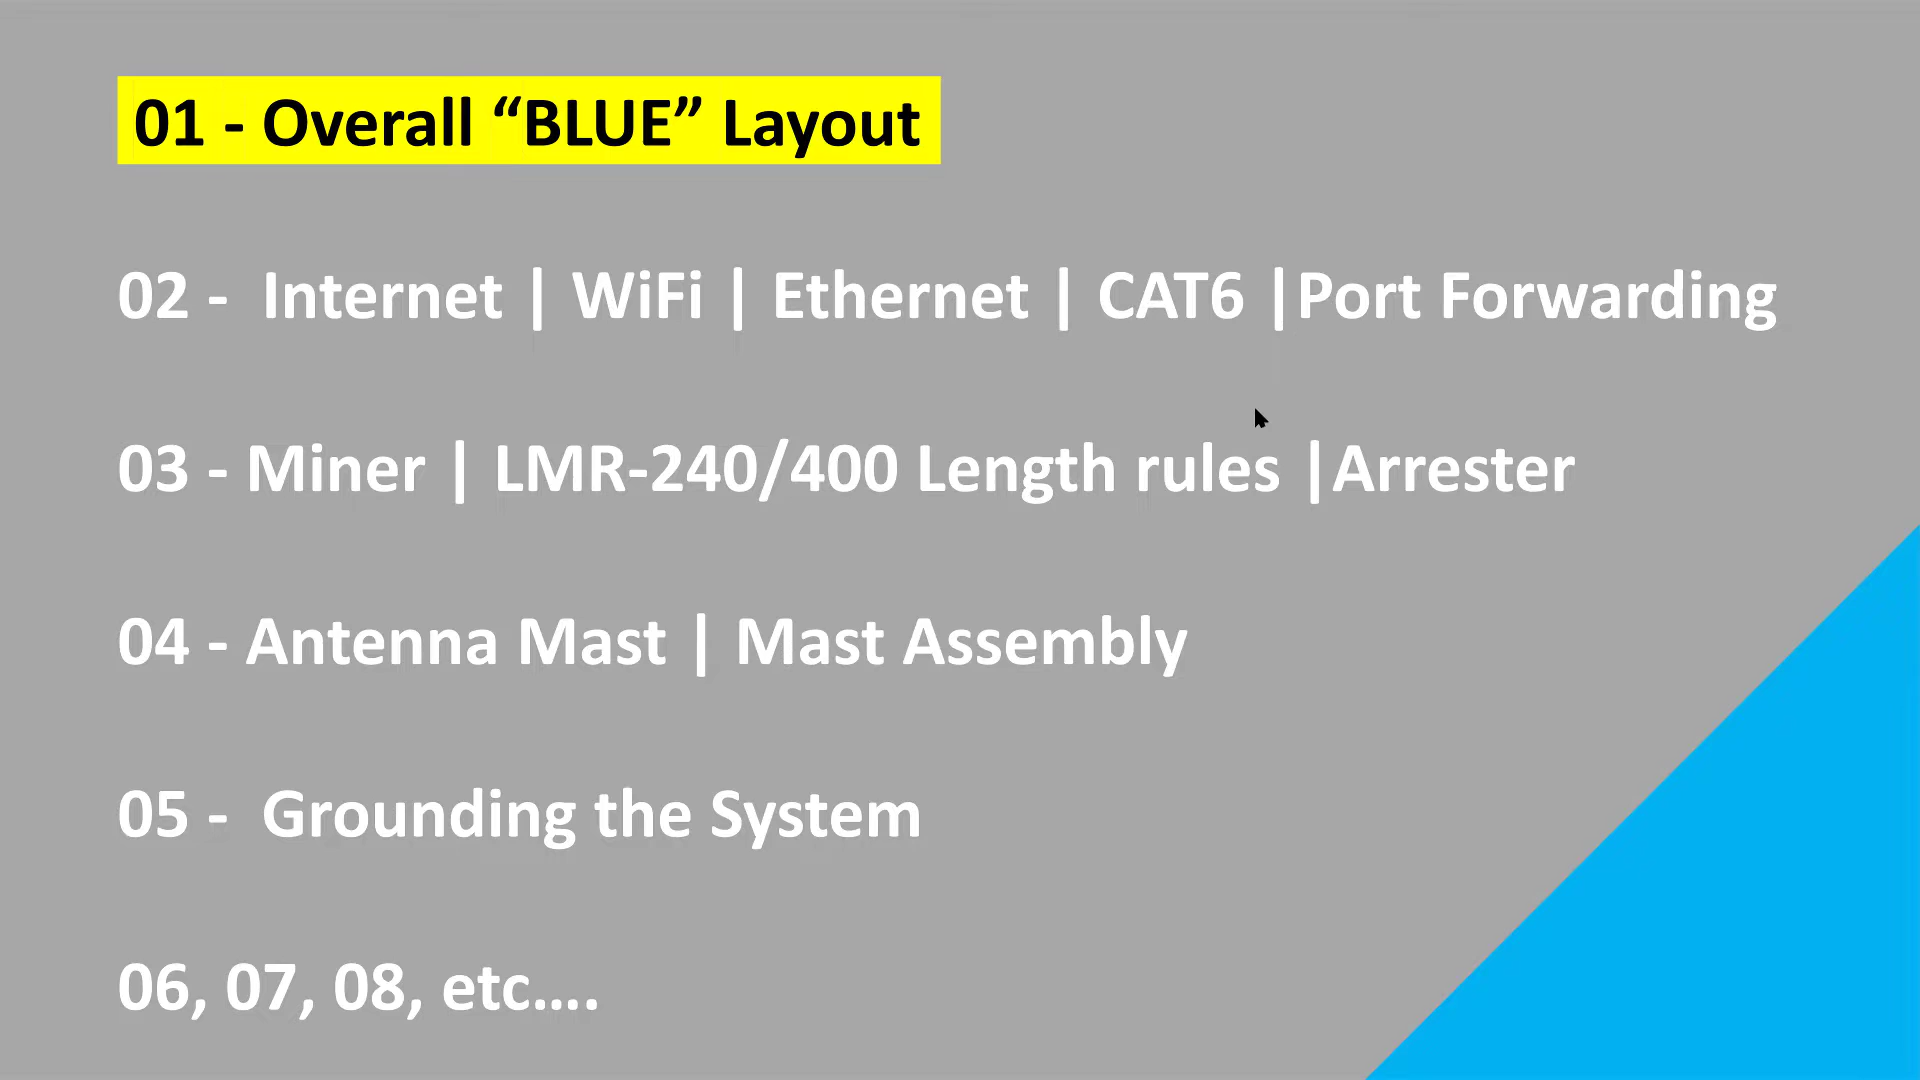 01 - Overall “BLUE” Layout
02 -  Internet | WiFi | Ethernet | CAT6 |Port Forwarding
03 - Miner | LMR-240/400 Length rules |Arrester
04 - Antenna Mast | Mast Assembly
05 -  Grounding the System
06, 07, 08, etc....